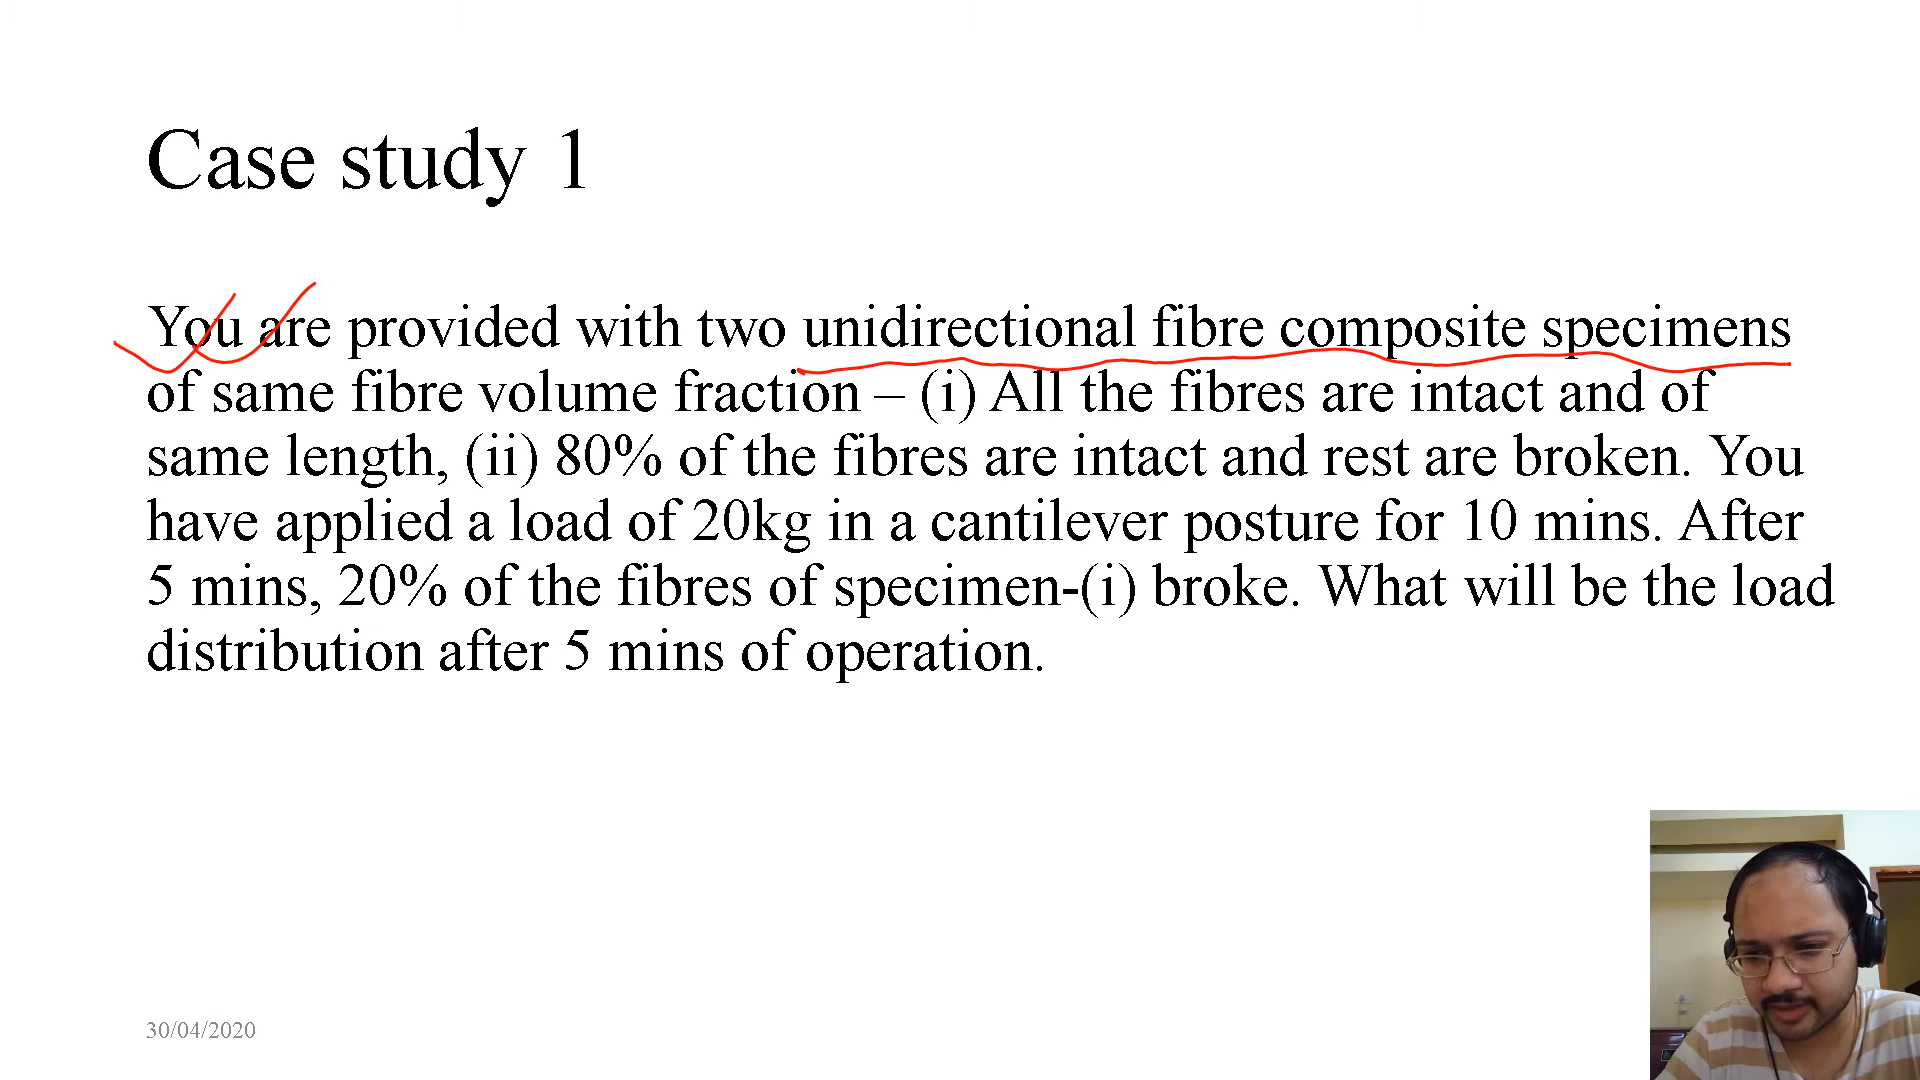 Case study 1
You are provided with two unidirectional fibre composite specimens
of same fibre volume fraction – (i) All the fibres are intact and of
same length, (ii) 80% of the fibres are intact and rest are broken. You
have applied a load of 20kg in a cantilever posture for 10 mins. After
5 mins, 20% of the fibres of specimen-(i) broke. What will be the load
distribution after 5 mins of operation.
30/04/2020